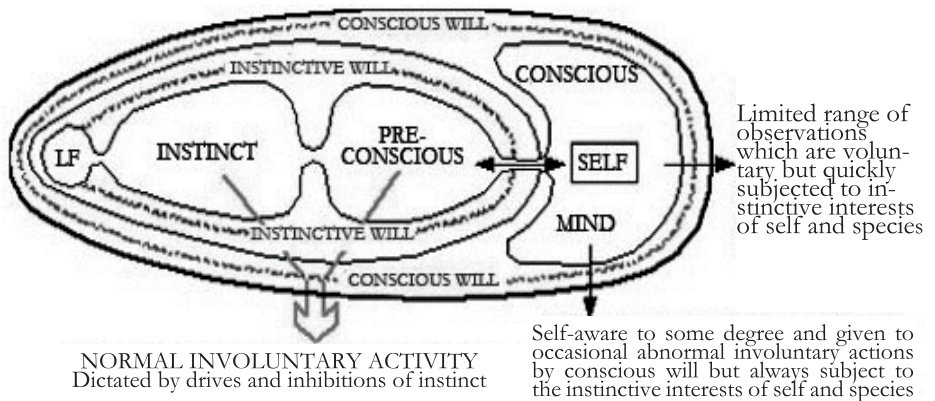 CONSCIOUS WILL
INSTINCTIVE WILL
CONSCIOUS
LF
INSTINCT
PRE-
CONSCIOUS
SELF
MIND
INSTINCTIVE WILL
CONSCIOUS WILL
Limited range of
observations
which are volun-
tary but quickly
subjected to in-
stinctive interests
of self and species
NORMAL INVOLUNTARY ACTIVITY
Dictated by drives and inhibitions of instinct
Self-aware to some degree and given to
occasional abnormal involuntary actions
by conscious will but always subject to
the instinctive interests of self and species